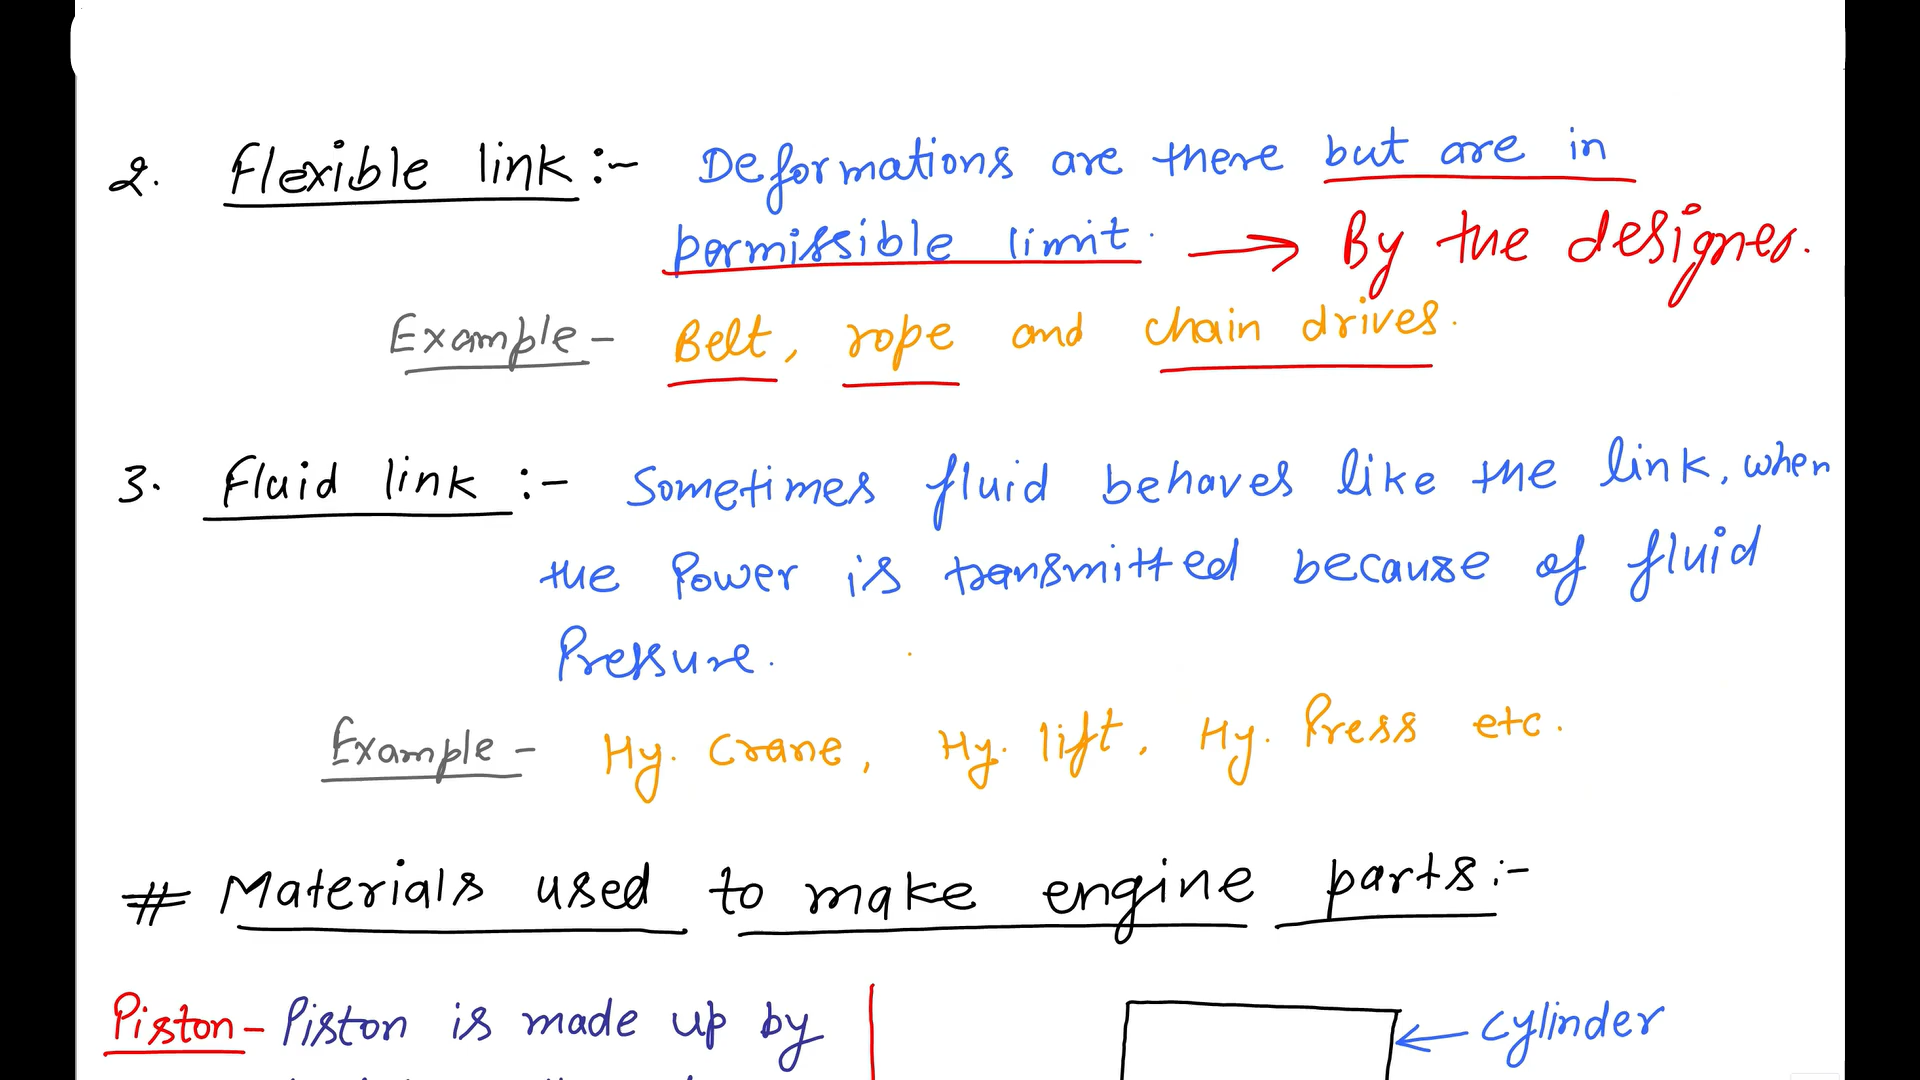 2. Flexible link :- Deformations are there but are in
permissible limit. → By the designer.
Example - Belt, rope and chain drives.
3. Fluid link :- Sometimes fluid behaves like the link, when
the Power is transmitted because of fluid
Pressure.
Example - Hy. Crane, Hy. lift, Hy. Press etc.
# Materials used to make engine parts :-
Piston - Piston is made up by
cylinder